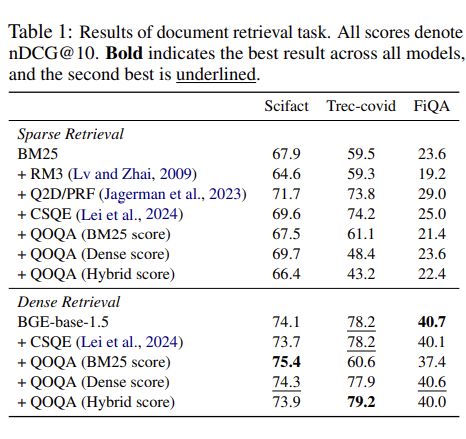 Table 1: Results of document retrieval task. All scores denote
nDCG@10. Bold indicates the best result across all models,
and the second best is underlined.
Scifact Trec-covid FiQA
Sparse Retrieval
BM25 67.9 59.5 23.6
+ RM3 (Lv and Zhai, 2009) 64.6 59.3 19.2
+ Q2D/PRF (Jagerman et al., 2023) 71.7 73.8 29.0
+ CSQE (Lei et al., 2024) 69.6 74.2 25.0
+ QOQA (BM25 score) 67.5 61.1 21.4
+ QOQA (Dense score) 69.7 48.4 23.6
+ QOQA (Hybrid score) 66.4 43.2 22.4
Dense Retrieval
BGE-base-1.5 74.1 78.2 40.7
+ CSQE (Lei et al., 2024) 73.7 78.2 40.1
+ QOQA (BM25 score) 75.4 60.6 37.4
+ QOQA (Dense score) 74.3 77.9 40.6
+ QOQA (Hybrid score) 73.9 79.2 40.0